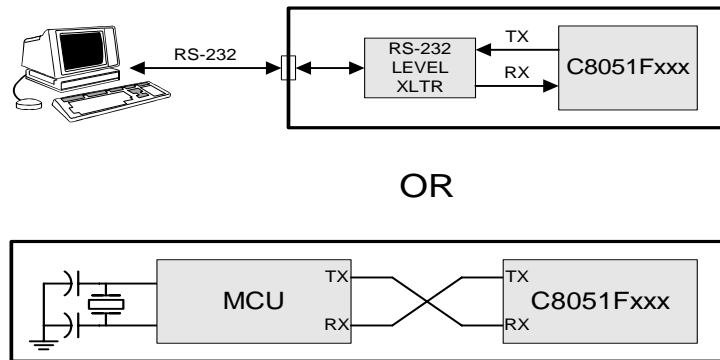 RS-232
RS-232
LEVEL
XLTR
TX
RX
C8051Fxxx
OR
MCU
TX
RX
TX
RX
C8051Fxxx